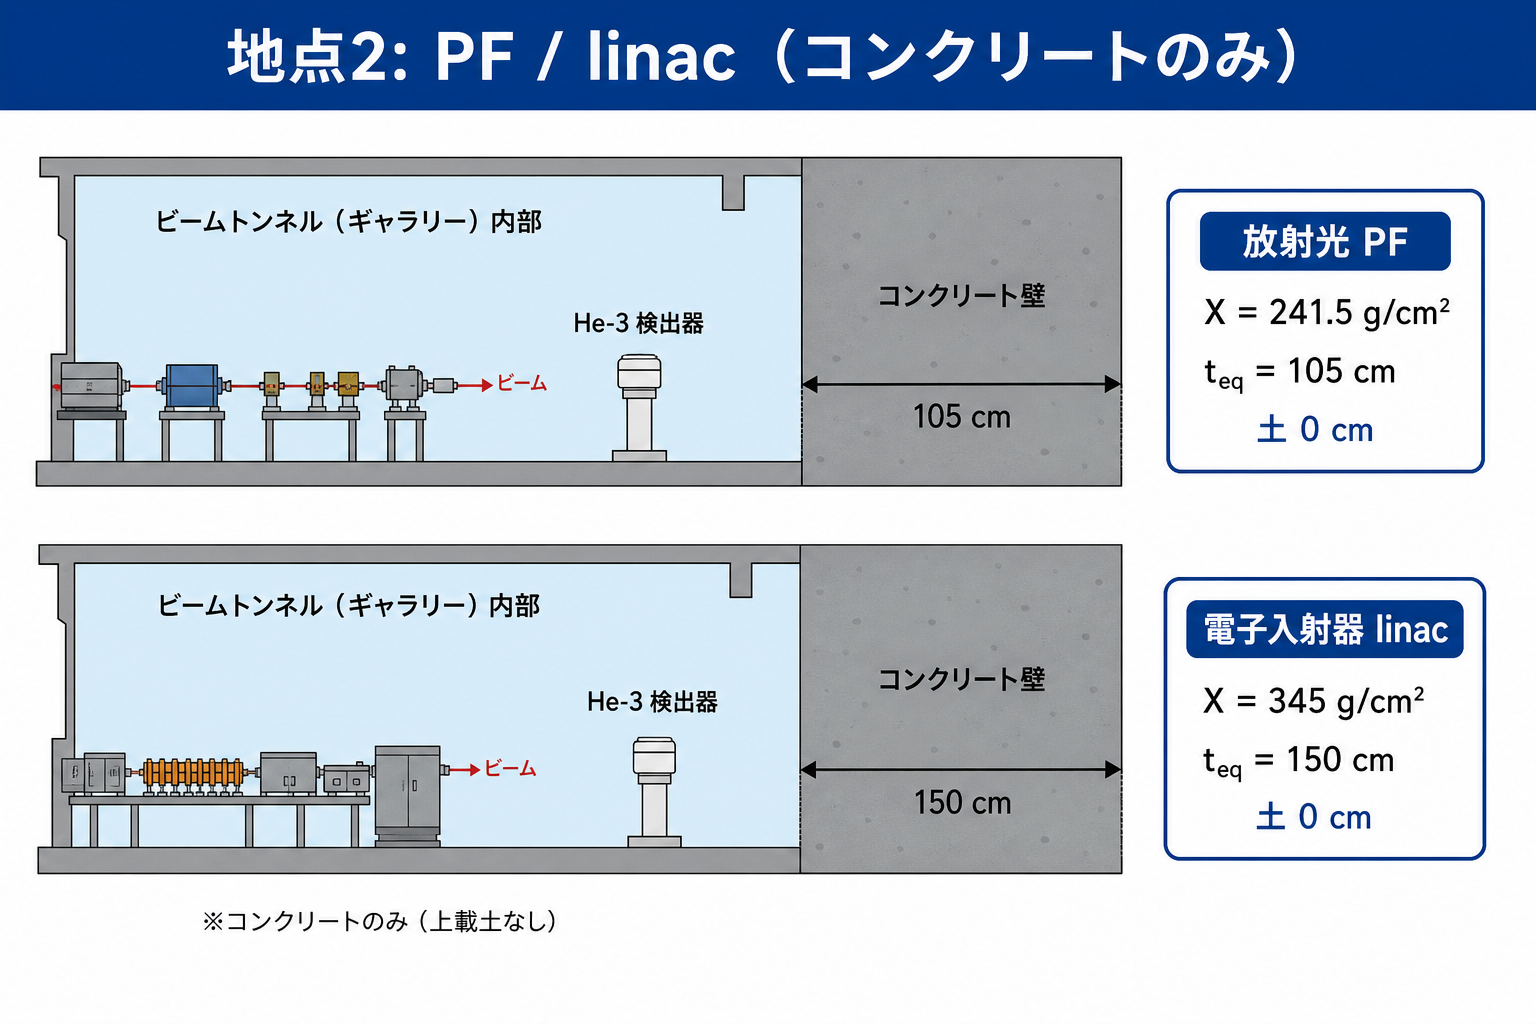 地点2: PF / linac（コンクリートのみ）
ビームトンネル（ギャラリー）内部
He-3 検出器
ビーム
コンクリート壁
105 cm
放射光 PF
X = 241.5 g/cm²
t_eq = 105 cm
土 0 cm
ビームトンネル（ギャラリー）内部
He-3 検出器
ビーム
コンクリート壁
150 cm
電子入射器 linac
X = 345 g/cm²
t_eq = 150 cm
土 0 cm
※コンクリートのみ（上載土なし）